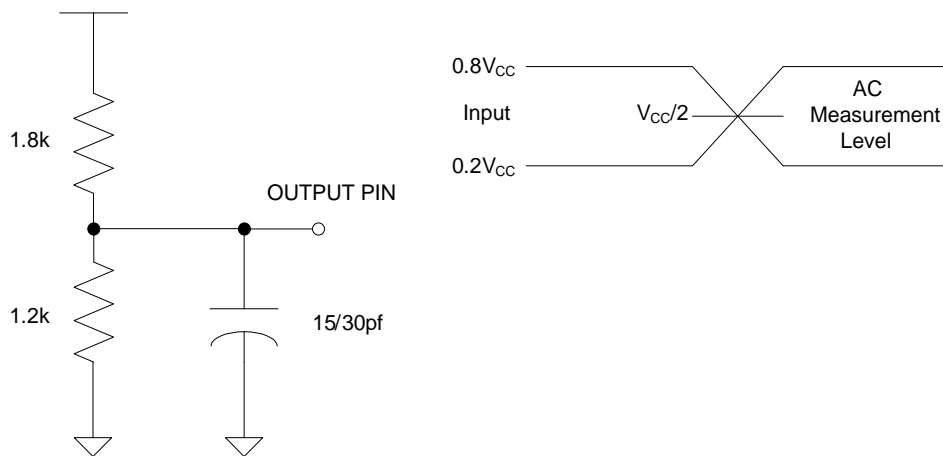 1.8k
1.2k
OUTPUT PIN
15/30pf
0.8VCC
Input
0.2VCC
VCC/2
AC
Measurement
Level